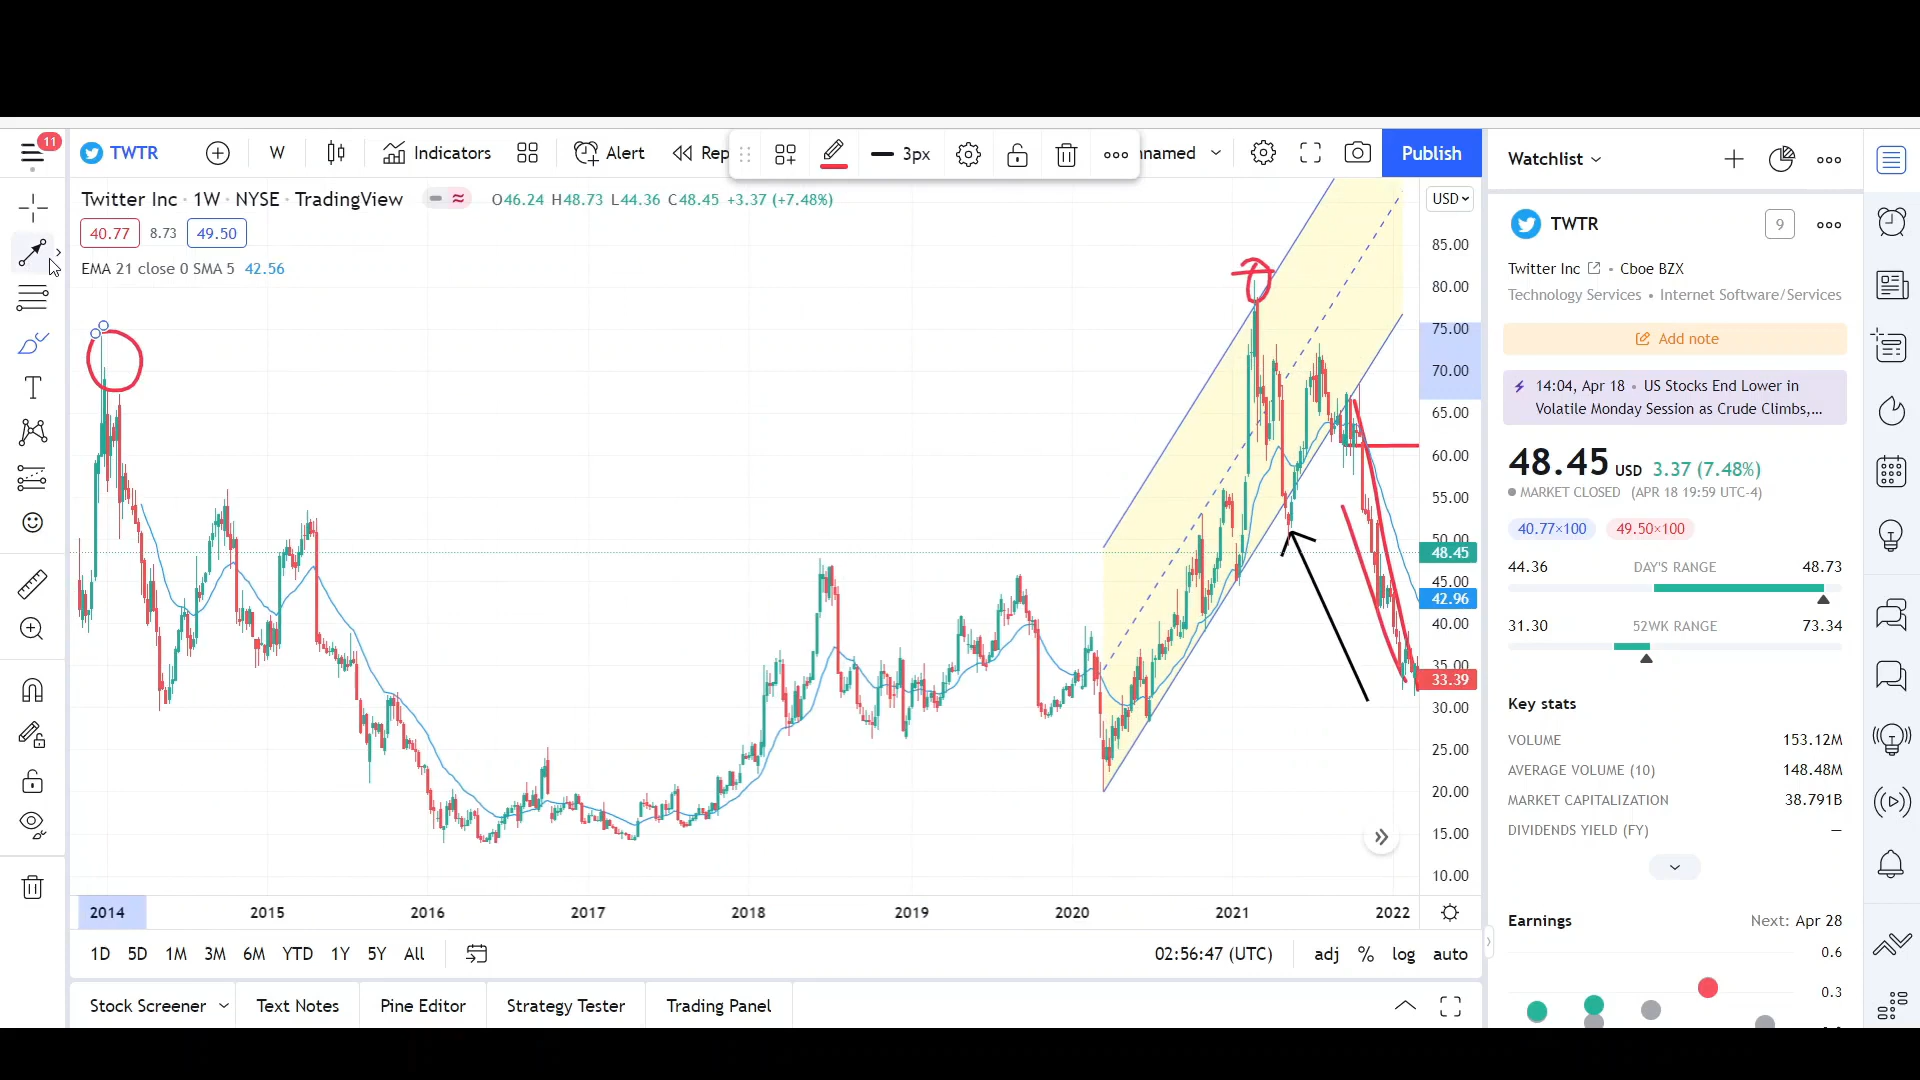 11
TWTR
W
Indicators
Alert
Rep
3px
nnamed
Publish
Twitter Inc · 1W · NYSE · TradingView
O46.24 H48.73 L44.36 C48.45 +3.37 (+7.48%)
USD
40.77 8.73 49.50
EMA 21 close 0 SMA 5 42.56
85.00
80.00
75.00
70.00
65.00
60.00
55.00
50.00
48.45
45.00
42.96
40.00
35.00
33.39
30.00
25.00
20.00
15.00
10.00
2014 2015 2016 2017 2018 2019 2020 2021 2022
1D 5D 1M 3M 6M YTD 1Y 5Y All
02:56:47 (UTC) adj % log auto
Stock Screener Text Notes Pine Editor Strategy Tester Trading Panel
Watchlist
TWTR
9
Twitter Inc • Cboe BZX
Technology Services • Internet Software/Services
Add note
14:04, Apr 18 • US Stocks End Lower in
Volatile Monday Session as Crude Climbs,...
48.45 USD 3.37 (7.48%)
MARKET CLOSED (APR 18 19:59 UTC-4)
40.77×100 49.50×100
44.36 DAY'S RANGE 48.73
31.30 52WK RANGE 73.34
Key stats
VOLUME 153.12M
AVERAGE VOLUME (10) 148.48M
MARKET CAPITALIZATION 38.791B
DIVIDENDS YIELD (FY) —
Earnings Next: Apr 28
0.6
0.3